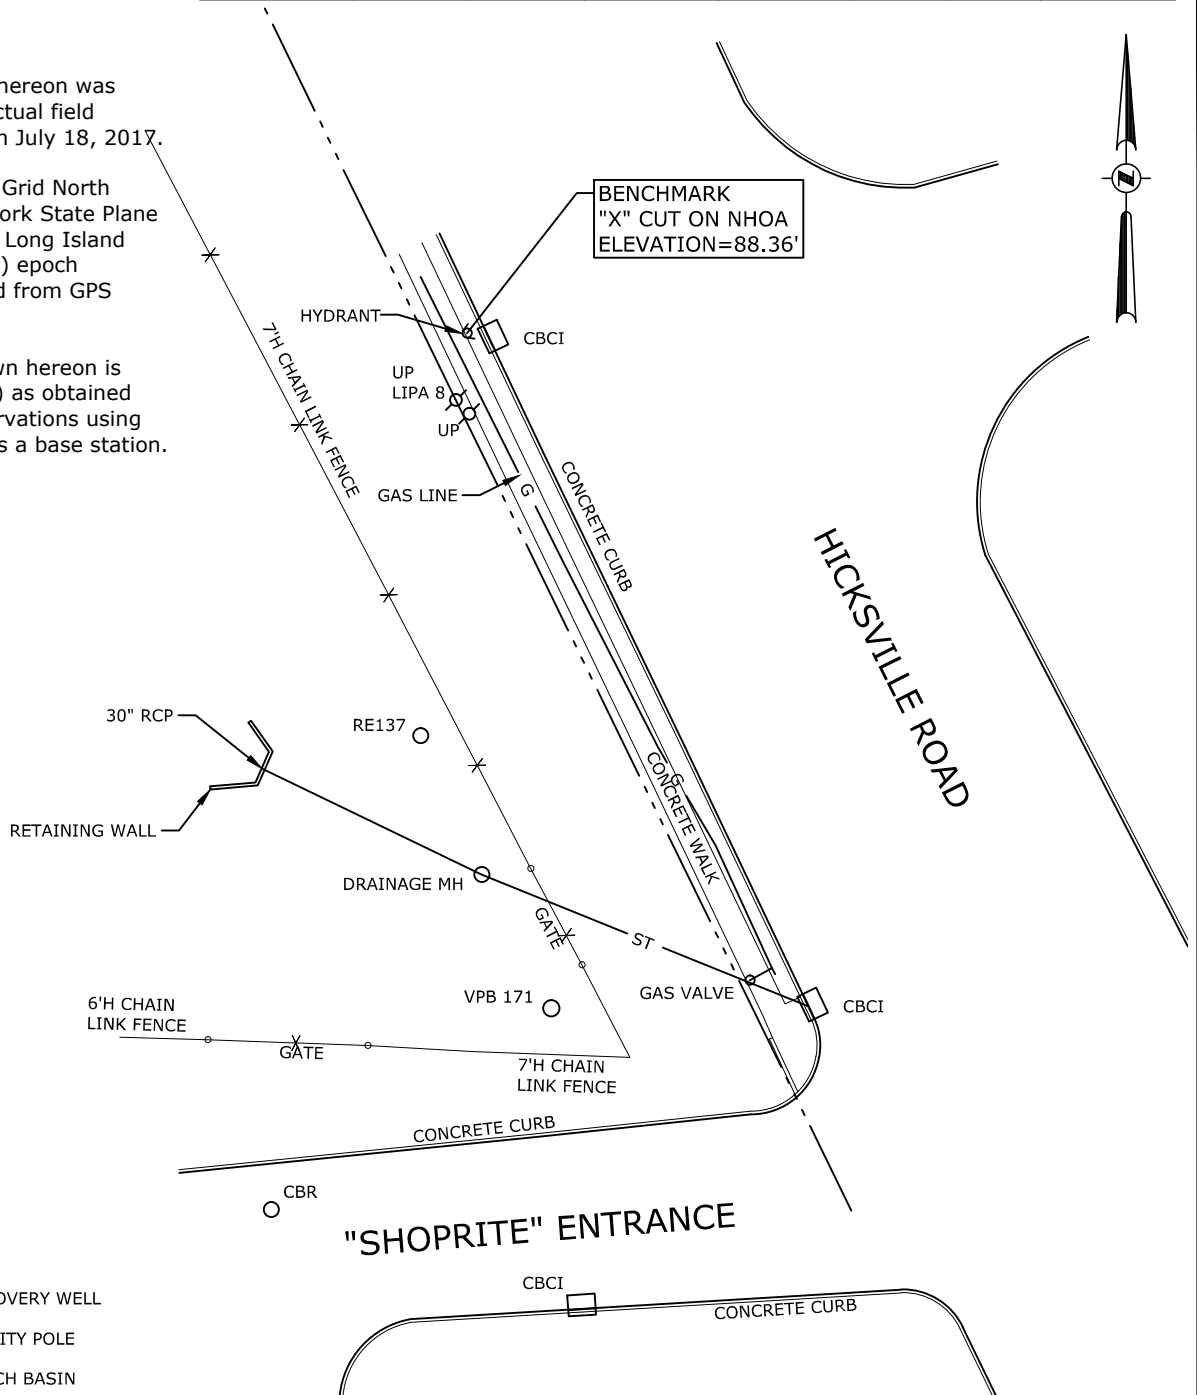 hereon was
ctual field
n July 18, 2017.
Grid North
ork State Plane
Long Island
) epoch
d from GPS
wn hereon is
) as obtained
rvations using
s a base station.
BENCHMARK
"X" CUT ON NHOA
ELEVATION=88.36'
N
HYDRANT
CBCI
7'H CHAIN LINK FENCE
UP
LIPA 8
UP
GAS LINE
G
CONCRETE CURB
HICKSVILLE ROAD
30" RCP
RE137
G
CONCRETE WALK
RETAINING WALL
DRAINAGE MH
GATE
ST
GAS VALVE
CBCI
VPB 171
6'H CHAIN
LINK FENCE
GATE
7'H CHAIN
LINK FENCE
CONCRETE CURB
CBR
"SHOPRITE" ENTRANCE
CBCI
CONCRETE CURB
OVERY WELL
ITY POLE
CH BASIN